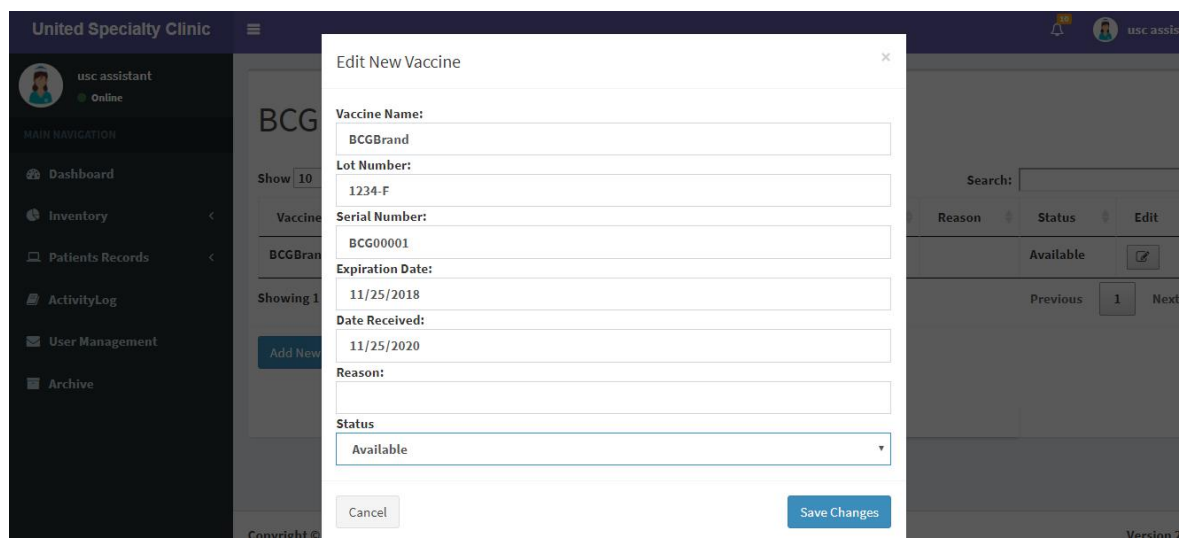 United Specialty Clinic
10
usc assis
usc assistant
Online
MAIN NAVIGATION
Dashboard
Inventory
Patients Records
ActivityLog
User Management
Archive
BCG
Show 10
Search:
Vaccine
Reason
Status
Edit
BCGBran
Available
Showing 1
Previous 1 Next
Add New
Edit New Vaccine
×
Vaccine Name:
BCGBrand
Lot Number:
1234-F
Serial Number:
BCG00001
Expiration Date:
11/25/2018
Date Received:
11/25/2020
Reason:
Status
Available
Cancel
Save Changes
Copyright ©
Version 2